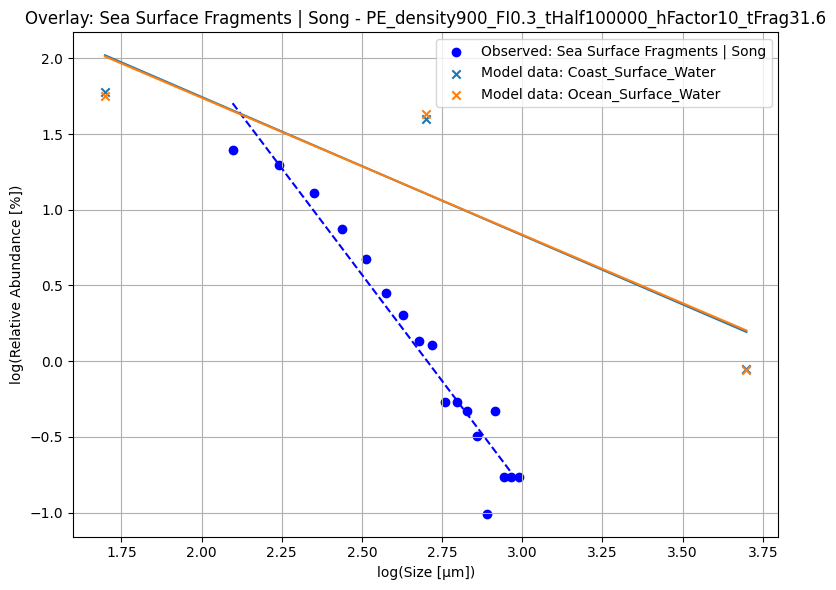 Overlay: Sea Surface Fragments | Song - PE_density900_FI0.3_tHalf100000_hFactor10_tFrag31.6
Observed: Sea Surface Fragments | Song
Model data: Coast_Surface_Water
Model data: Ocean_Surface_Water
2.0
1.5
1.0
0.5
0.0
−0.5
−1.0
log(Relative Abundance [%])
1.75 2.00 2.25 2.50 2.75 3.00 3.25 3.50 3.75
log(Size [μm])